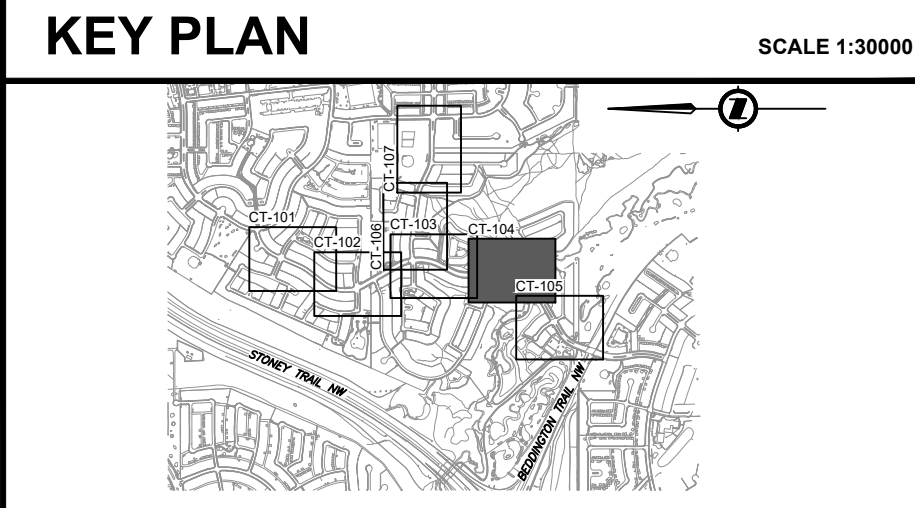 KEY PLAN
SCALE 1:30000
CT-107
CT-101
CT-102
CT-106
CT-103
CT-104
CT-105
STONEY TRAIL NW
BEDDINGTON TRAIL NW